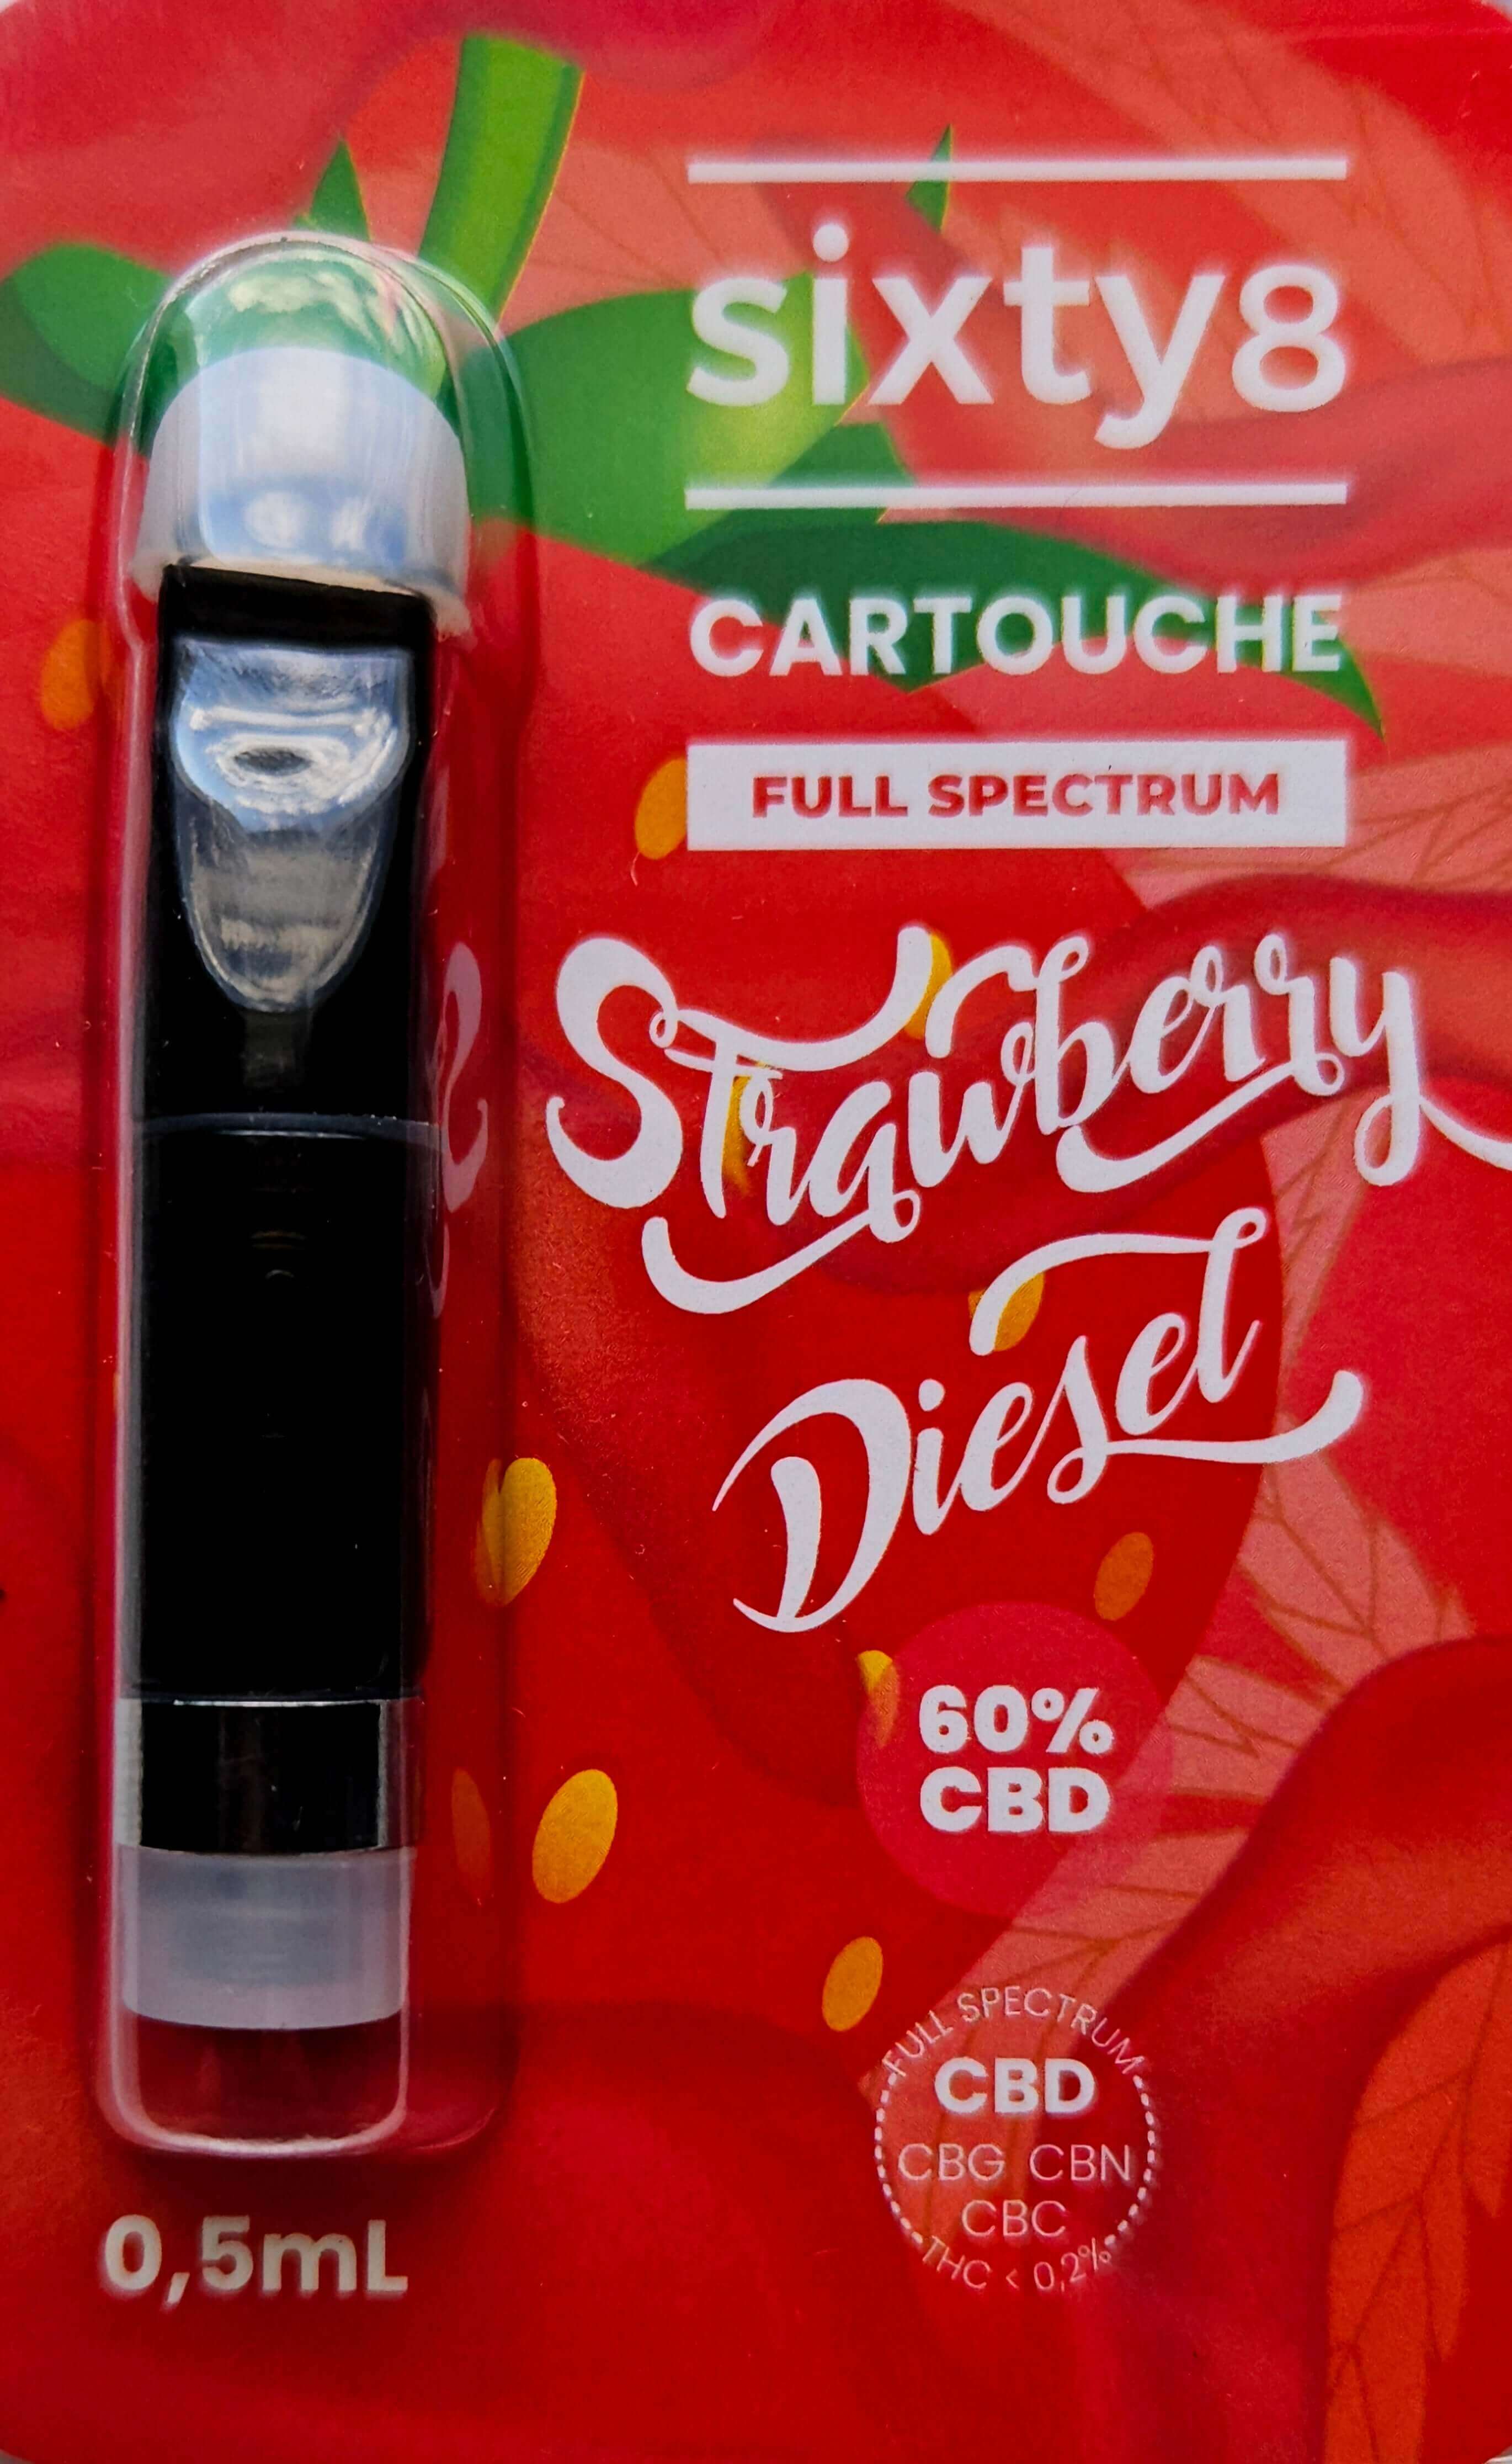 sixty8
CARTOUCHE
FULL SPECTRUM
Strawberry
Diesel
60%
CBD
FULL SPECTRUM
CBD
CBG CBN
CBC
THC < 0,2%
0,5mL